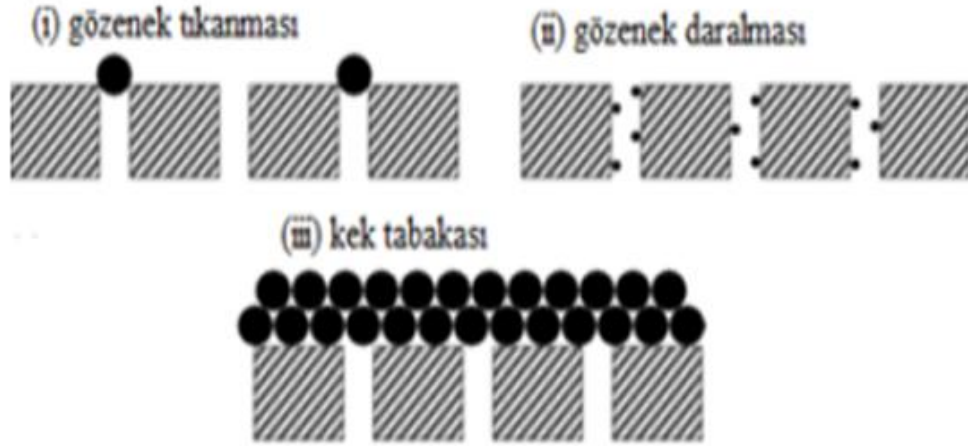 (i) gözenek tıkanması
(ii) gözenek daralması
(iii) kek tabakası